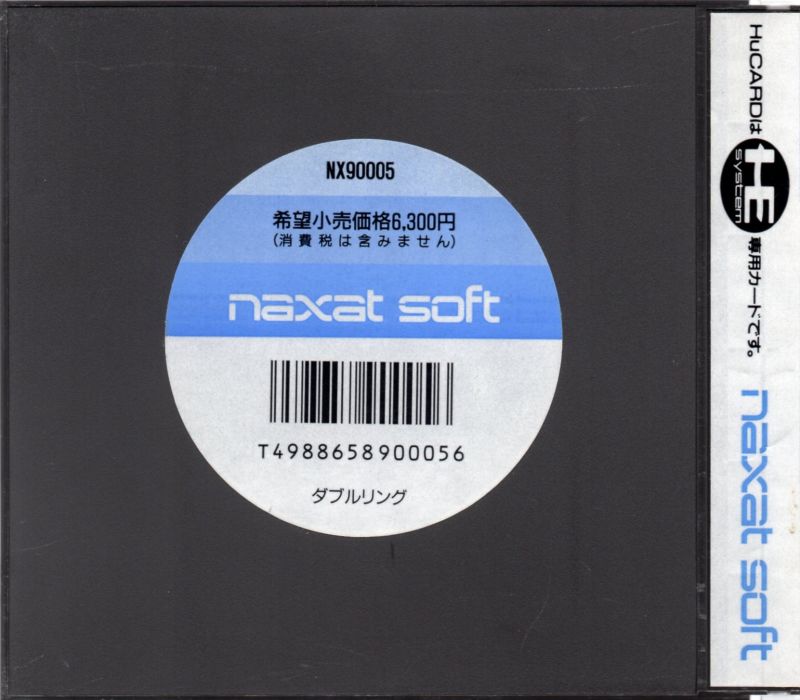 NX90005
希望小売価格6,300円
(消費税は含みません)
naxat soft
T4988658900056
ダブルリング
HuCARDは
HE
system
専用カードです。
naxat soft